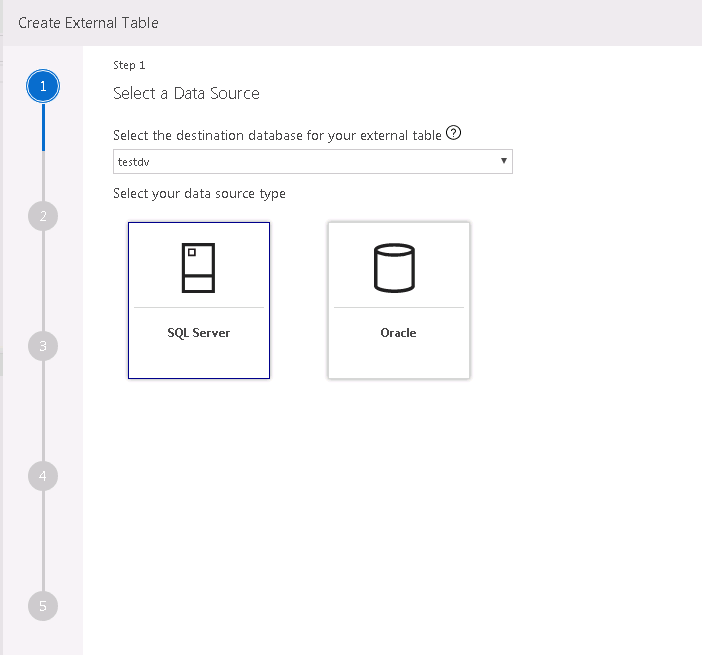 Create External Table
1
Step 1
Select a Data Source
Select the destination database for your external table ?
testdv
Select your data source type
2
SQL Server
Oracle
3
4
5